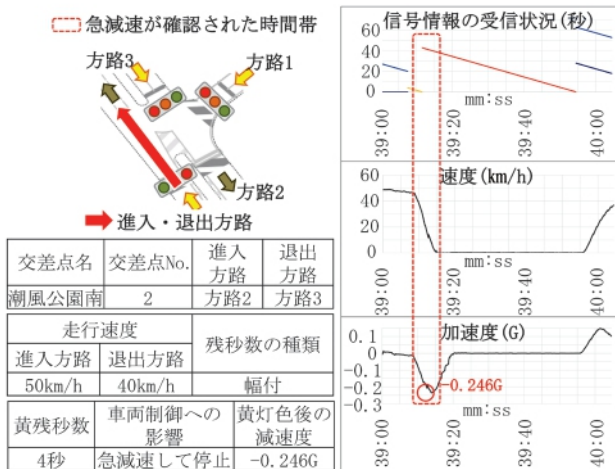 急減速が確認された時間帯
方路3
方路1
方路2
進入・退出方路
交差点名 交差点No. 進入方路 退出方路
潮風公園南 2 方路2 方路3
走行速度 残秒数の種類
進入方路 退出方路
50km/h 40km/h 幅付
黄残秒数 車両制御への影響 黄灯色後の減速度
4秒 急減速して停止 -0.246G
信号情報の受信状況(秒)
60
40
20
0
mm:ss
39:00 39:20 39:40 40:00
速度(km/h)
60
40
20
0
mm:ss
39:00 39:20 39:40 40:00
加速度(G)
0.1
0
-0.1
-0.2
-0.3
-0.246G
mm:ss
39:00 39:20 39:40 40:00